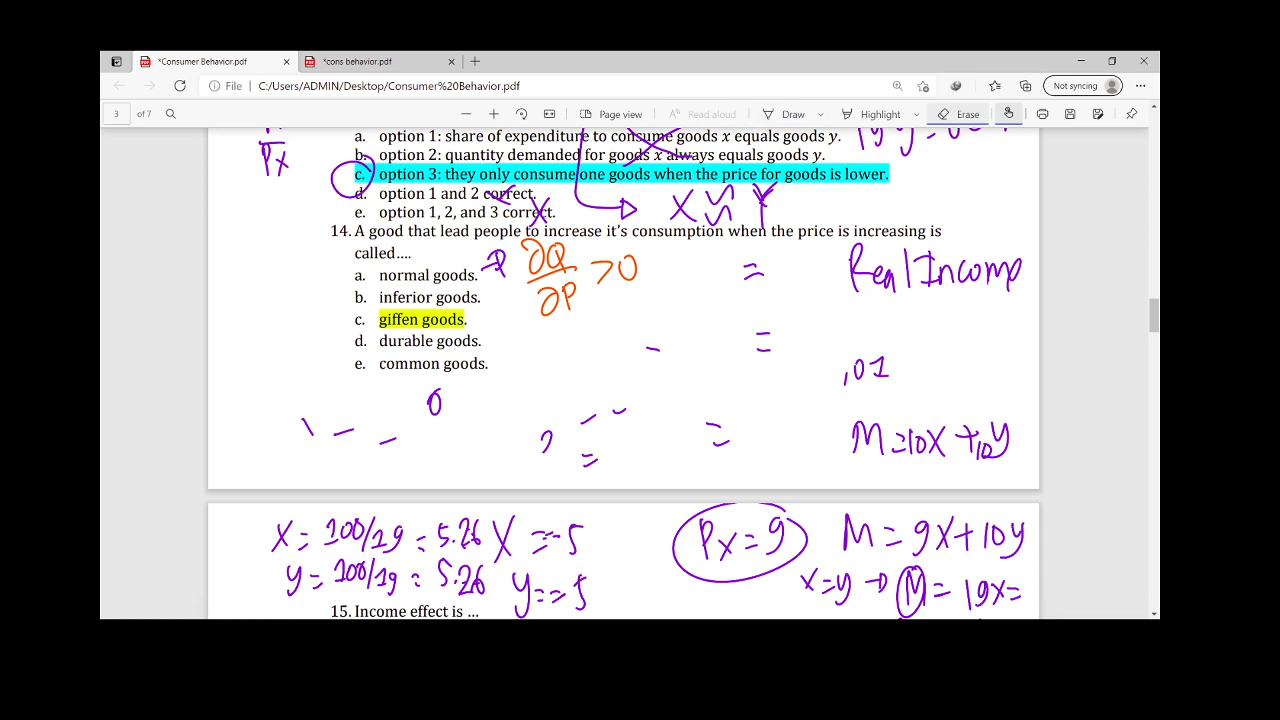 *Consumer Behavior.pdf
*cons behavior.pdf
File C:/Users/ADMIN/Desktop/Consumer%20Behavior.pdf Not syncing
3 of 7 Page view Read aloud Draw Highlight Erase
a. option 1: share of expenditure to consume goods x equals goods y.
Px
b. option 2: quantity demanded for goods x always equals goods y.
c. option 3: they only consume one goods when the price for goods is lower.
d. option 1 and 2 correct.
X Y
e. option 1, 2, and 3 correct.
14. A good that lead people to increase it's consumption when the price is increasing is
called....
a. normal goods. ∂Q/∂P >0 = Real Income
b. inferior goods.
c. giffen goods.
d. durable goods.
e. common goods.
,01
0
M=10X+10y
X=100/19=5.26 X = 5 Px=9 M=9X+10y
y=100/19=5.26 y = 5 x=y → M=19x=
15. Income effect is ...